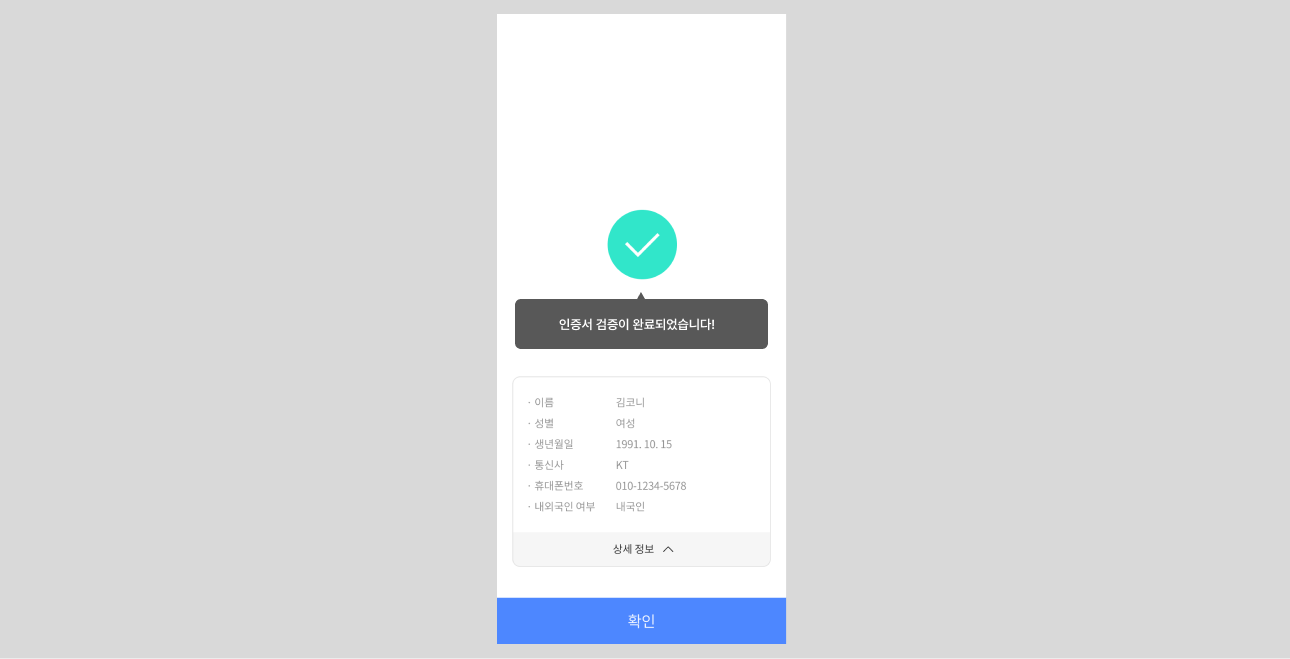 인증서 검증이 완료되었습니다!
· 이름 김코니
· 성별 여성
· 생년월일 1991. 10. 15
· 통신사 KT
· 휴대폰번호 010-1234-5678
· 내외국인 여부 내국인
상세 정보
확인